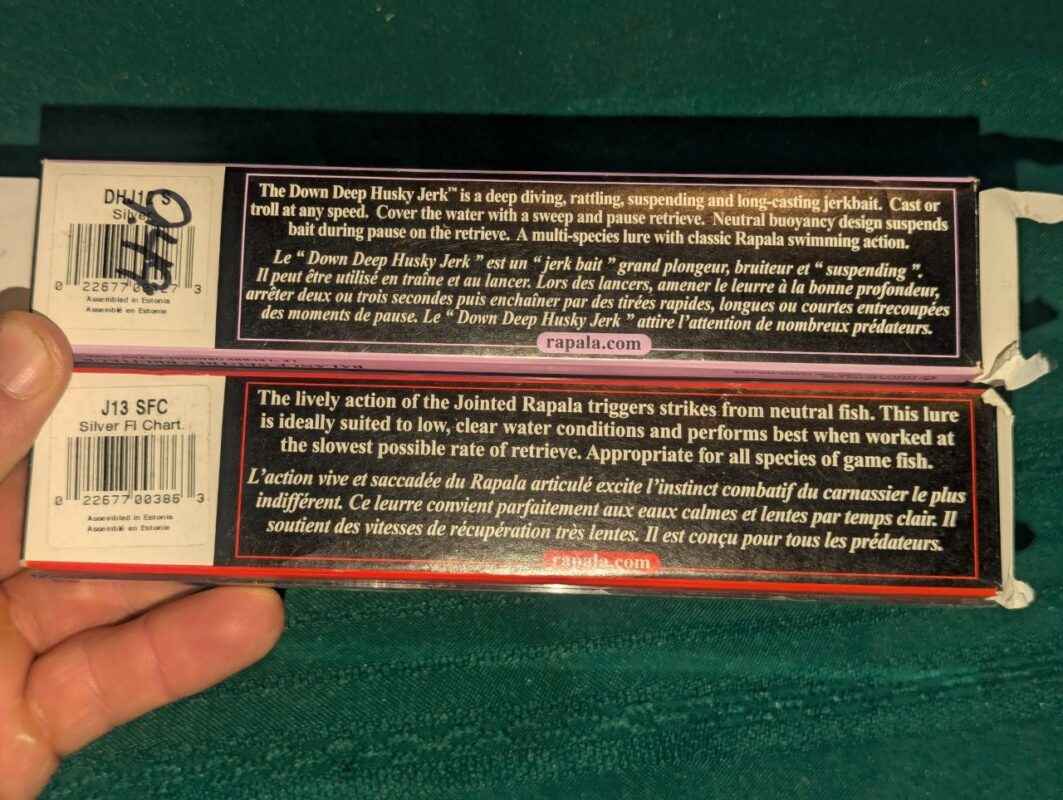 DHJ12 S
Silver
440
0 22677 3
Assembled in Estonia
Assemblé en Estonie
The Down Deep Husky Jerk™ is a deep diving, rattling, suspending and long-casting jerkbait. Cast or
troll at any speed. Cover the water with a sweep and pause retrieve. Neutral buoyancy design suspends
bait during pause on the retrieve. A multi-species lure with classic Rapala swimming action.
Le “ Down Deep Husky Jerk ” est un “ jerk bait ” grand plongeur, bruiteur et “ suspending ”.
Il peut être utilisé en traîne et au lancer. Lors des lancers, amener le leurre à la bonne profondeur,
arrêter deux ou trois secondes puis enchaîner par des tirées rapides, longues ou courtes entrecoupées
des moments de pause. Le “ Down Deep Husky Jerk ” attire l’attention de nombreux prédateurs.
rapala.com
J13 SFC
Silver Fl Chart.
0 22677 00385 3
Assembled in Estonia
Assemblé en Estonie
The lively action of the Jointed Rapala triggers strikes from neutral fish. This lure
is ideally suited to low, clear water conditions and performs best when worked at
the slowest possible rate of retrieve. Appropriate for all species of game fish.
L’action vive et saccadée du Rapala articulé excite l’instinct combatif du carnassier le plus
indifférent. Ce leurre convient parfaitement aux eaux calmes et lentes par temps clair. Il
soutient des vitesses de récupération très lentes. Il est conçu pour tous les prédateurs.
rapala.com